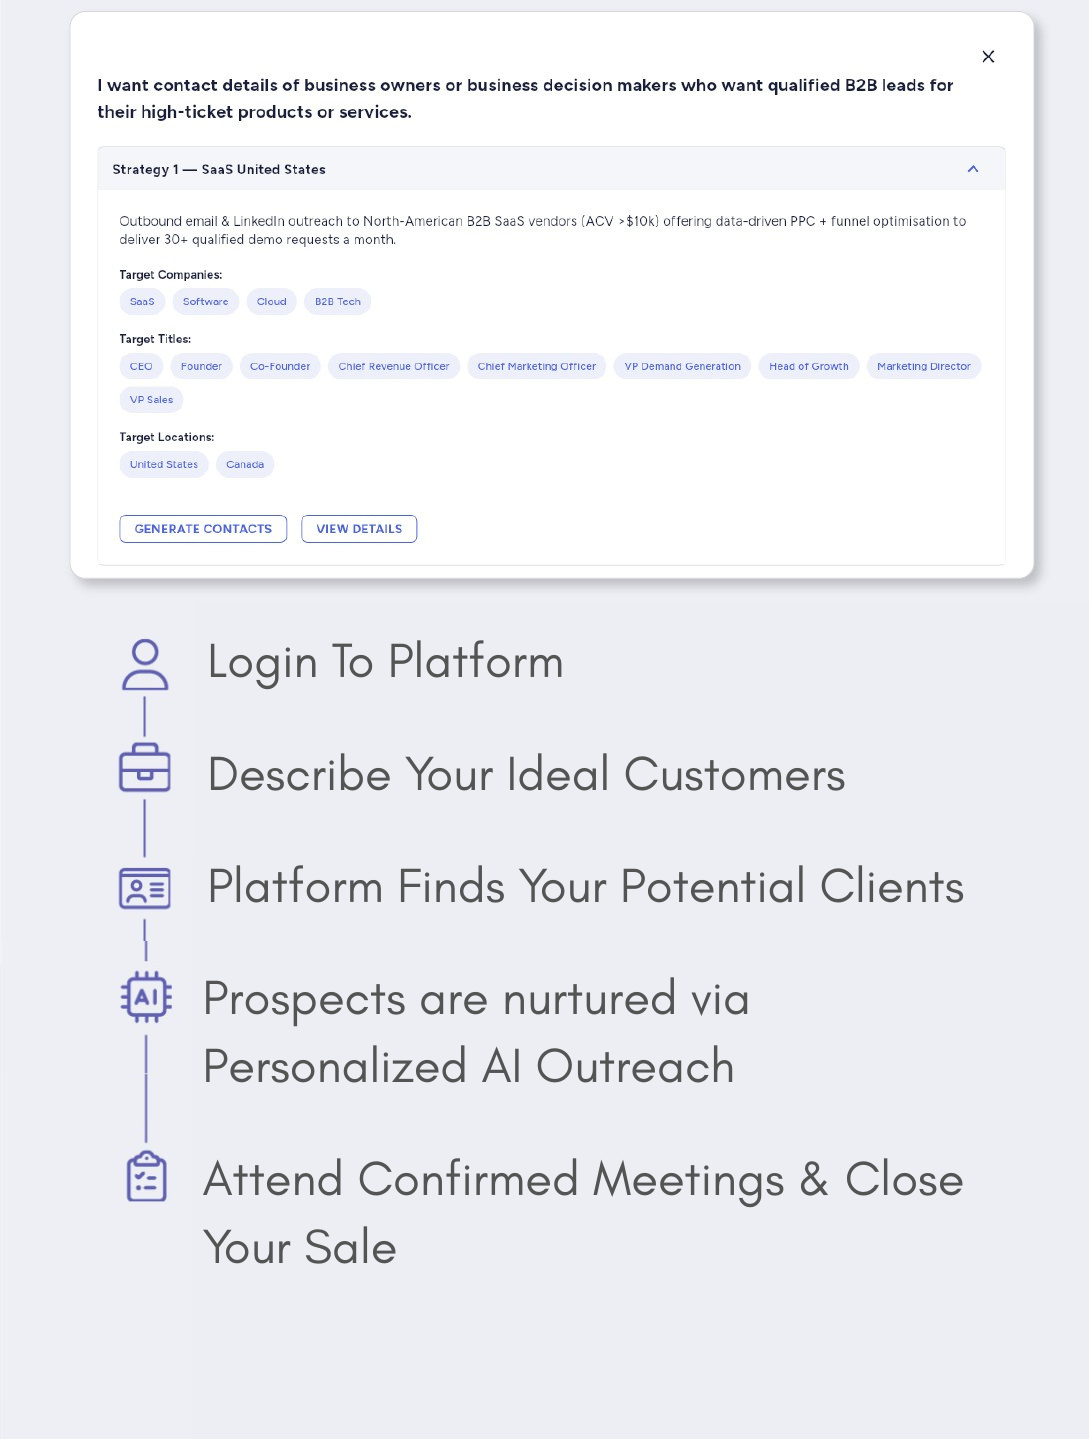 I want contact details of business owners or business decision makers who want qualified B2B leads for
their high-ticket products or services.
Strategy 1 — SaaS United States
Outbound email & LinkedIn outreach to North-American B2B SaaS vendors (ACV >$10k) offering data-driven PPC + funnel optimisation to
deliver 30+ qualified demo requests a month.
Target Companies:
SaaS Software Cloud B2B Tech
Target Titles:
CEO Founder Co-Founder Chief Revenue Officer Chief Marketing Officer VP Demand Generation Head of Growth Marketing Director
VP Sales
Target Locations:
United States Canada
GENERATE CONTACTS VIEW DETAILS
Login To Platform
Describe Your Ideal Customers
Platform Finds Your Potential Clients
AI
Prospects are nurtured via
Personalized AI Outreach
Attend Confirmed Meetings & Close
Your Sale